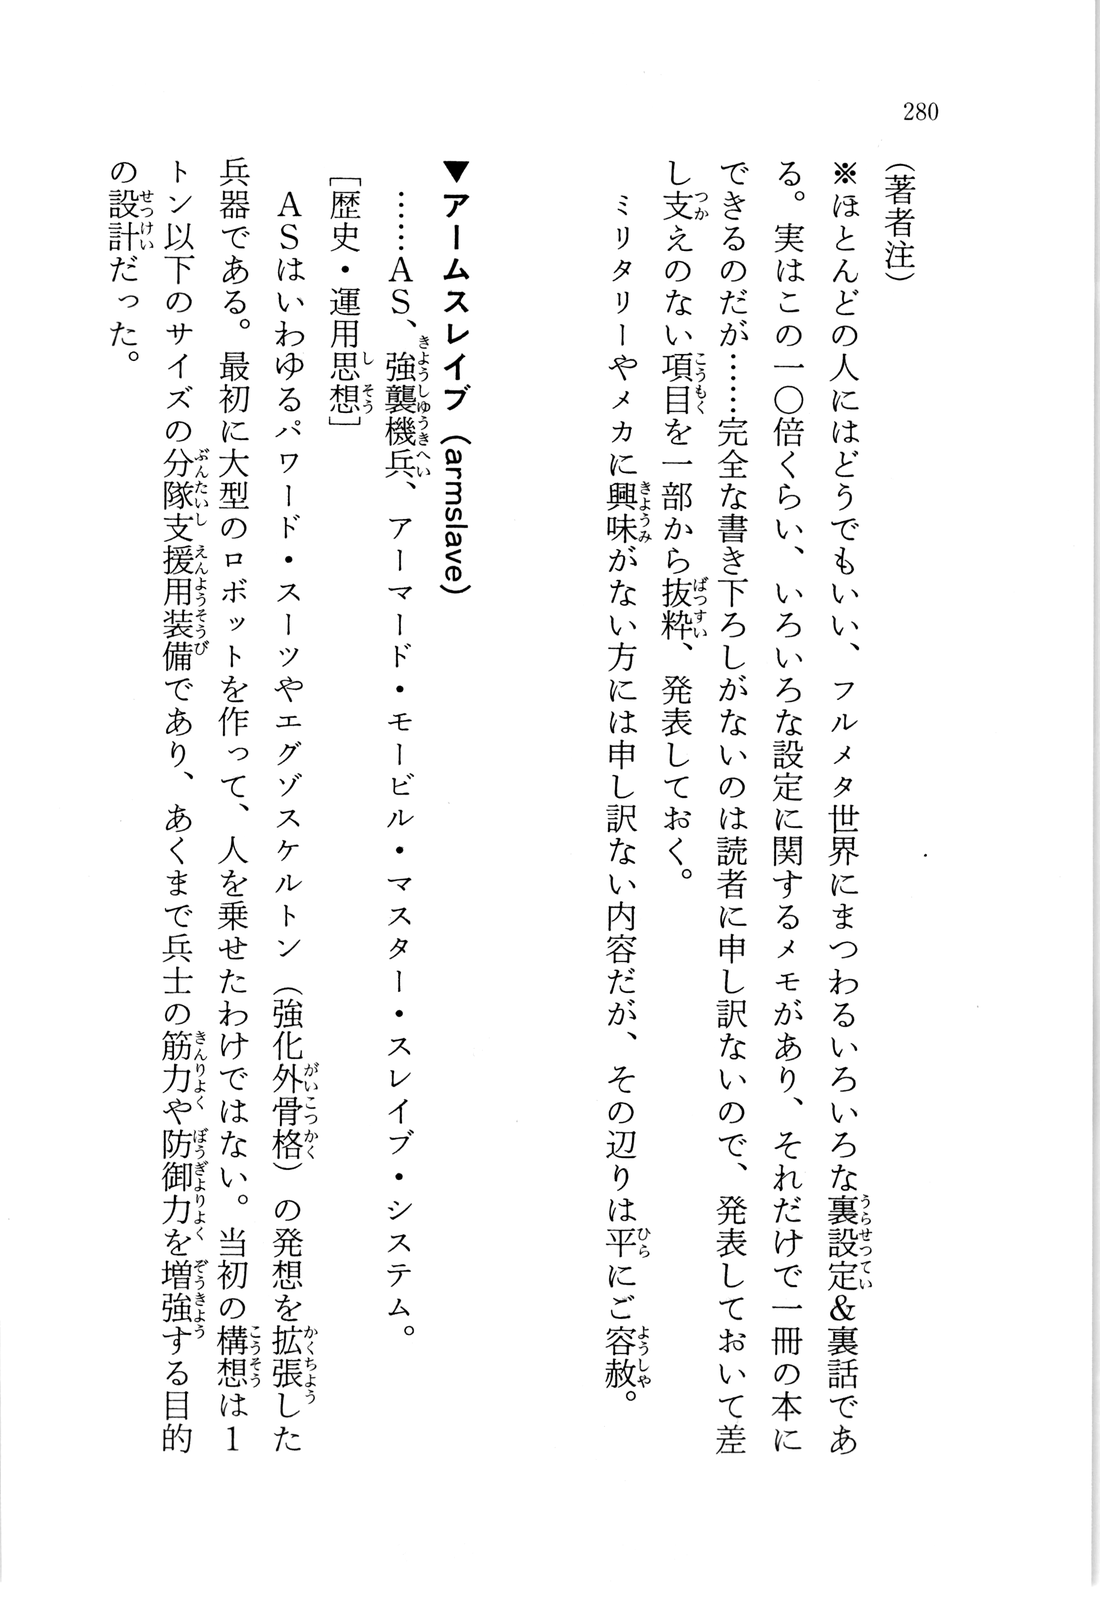 280
（著者注）
※ほとんどの人にはどうでもいい、フルメタ世界にまつわるいろいろな裏設定&裏話であ
る。実はこの一〇倍くらい、いろいろな設定に関するメモがあり、それだけで一冊の本に
できるのだが……完全な書き下ろしがないのは読者に申し訳ないので、発表しておいて差
し支えのない項目を一部から抜粋、発表しておく。
ミリタリーやメカに興味がない方には申し訳ない内容だが、その辺りは平にご容赦。
▼アームスレイブ（armslave）
……ＡＳ、強襲機兵、アーマード・モービル・マスター・スレイブ・システム。
［歴史・運用思想］
ＡＳはいわゆるパワード・スーツやエグゾスケルトン（強化外骨格）の発想を拡張した
兵器である。最初に大型のロボットを作って、人を乗せたわけではない。当初の構想は１
トン以下のサイズの分隊支援用装備であり、あくまで兵士の筋力や防御力を増強する目的
の設計だった。